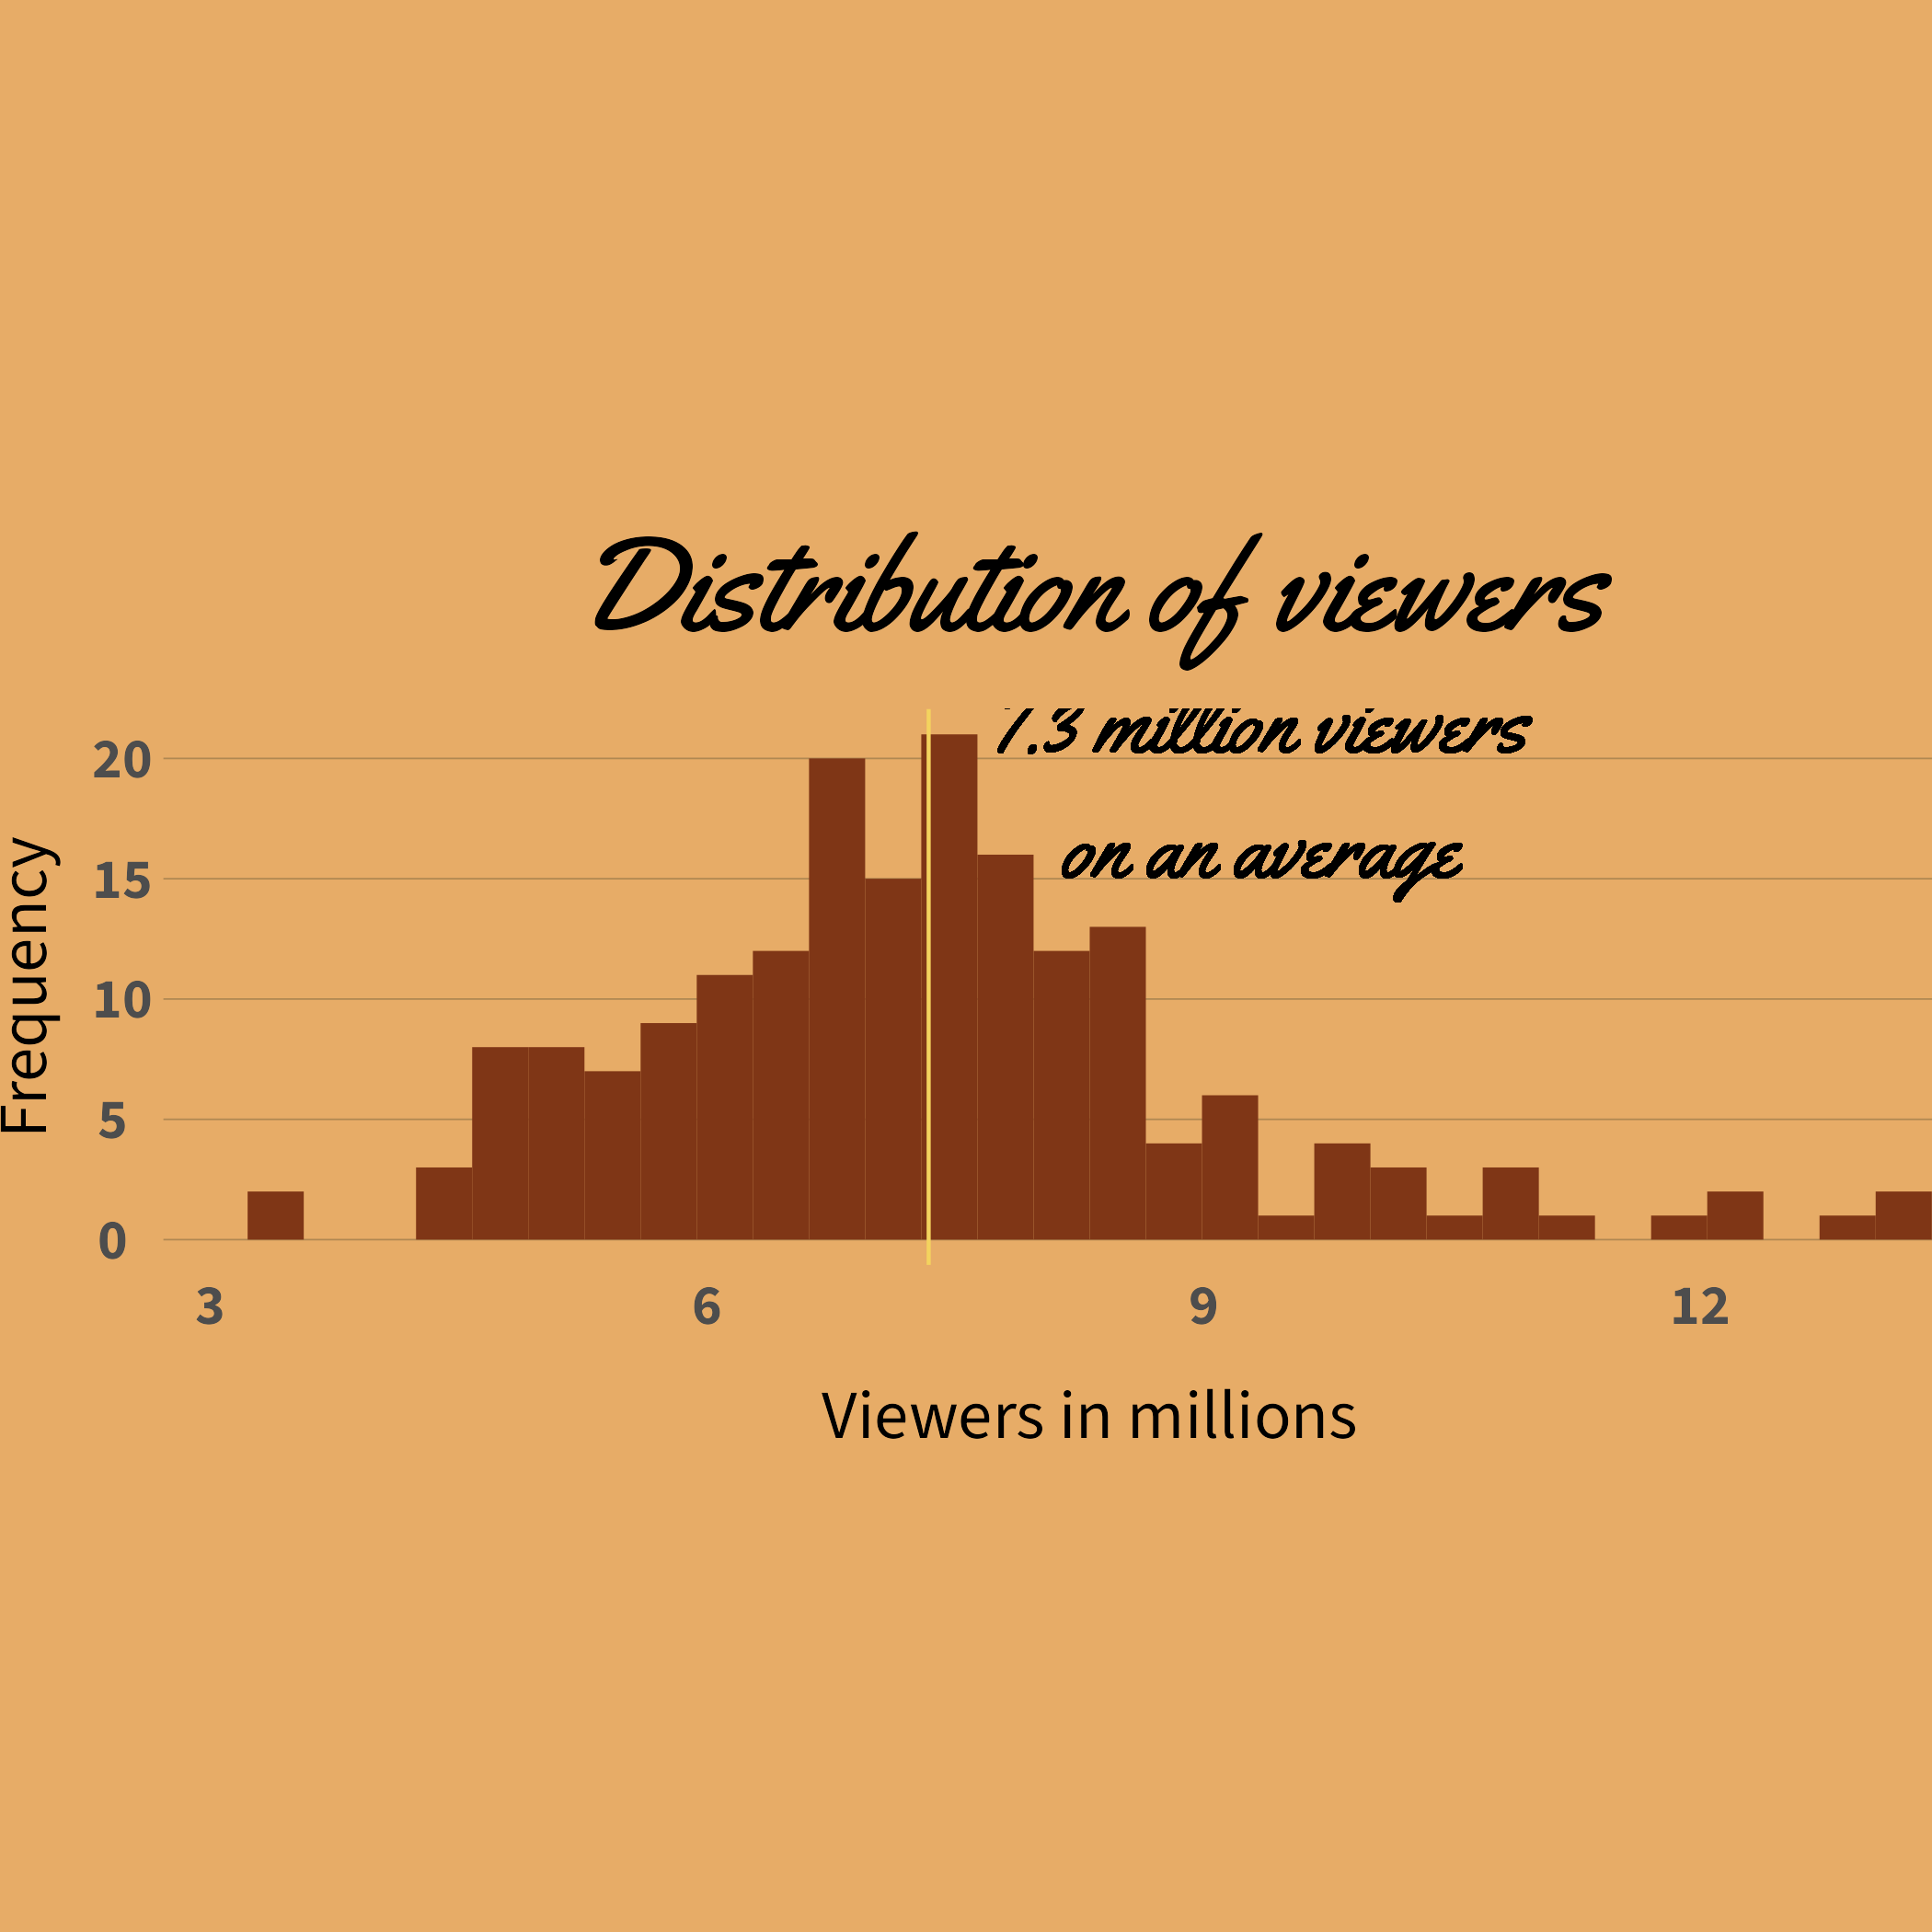 Distribution of viewers
7.3 million viewers
on an average
20
15
10
5
0
Frequency
3 6 9 12
Viewers in millions